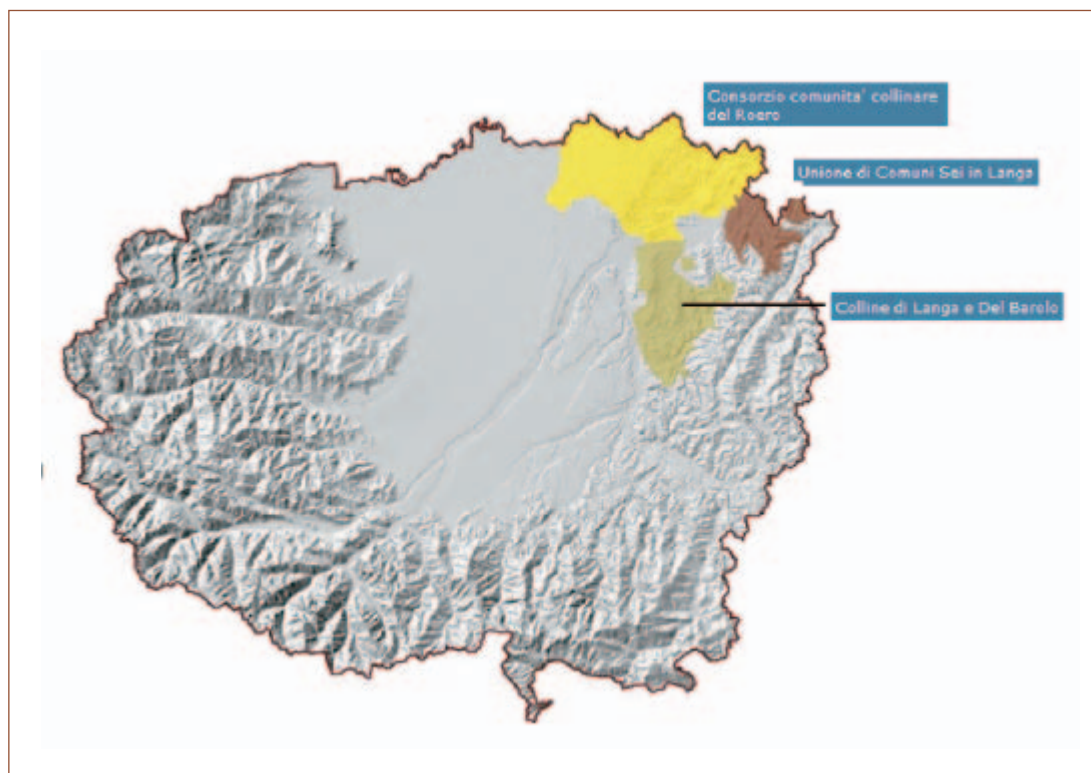 Consorzio comunita' collinare
del Roero
Unione di Comuni Sei in Langa
Colline di Langa e Del Barolo